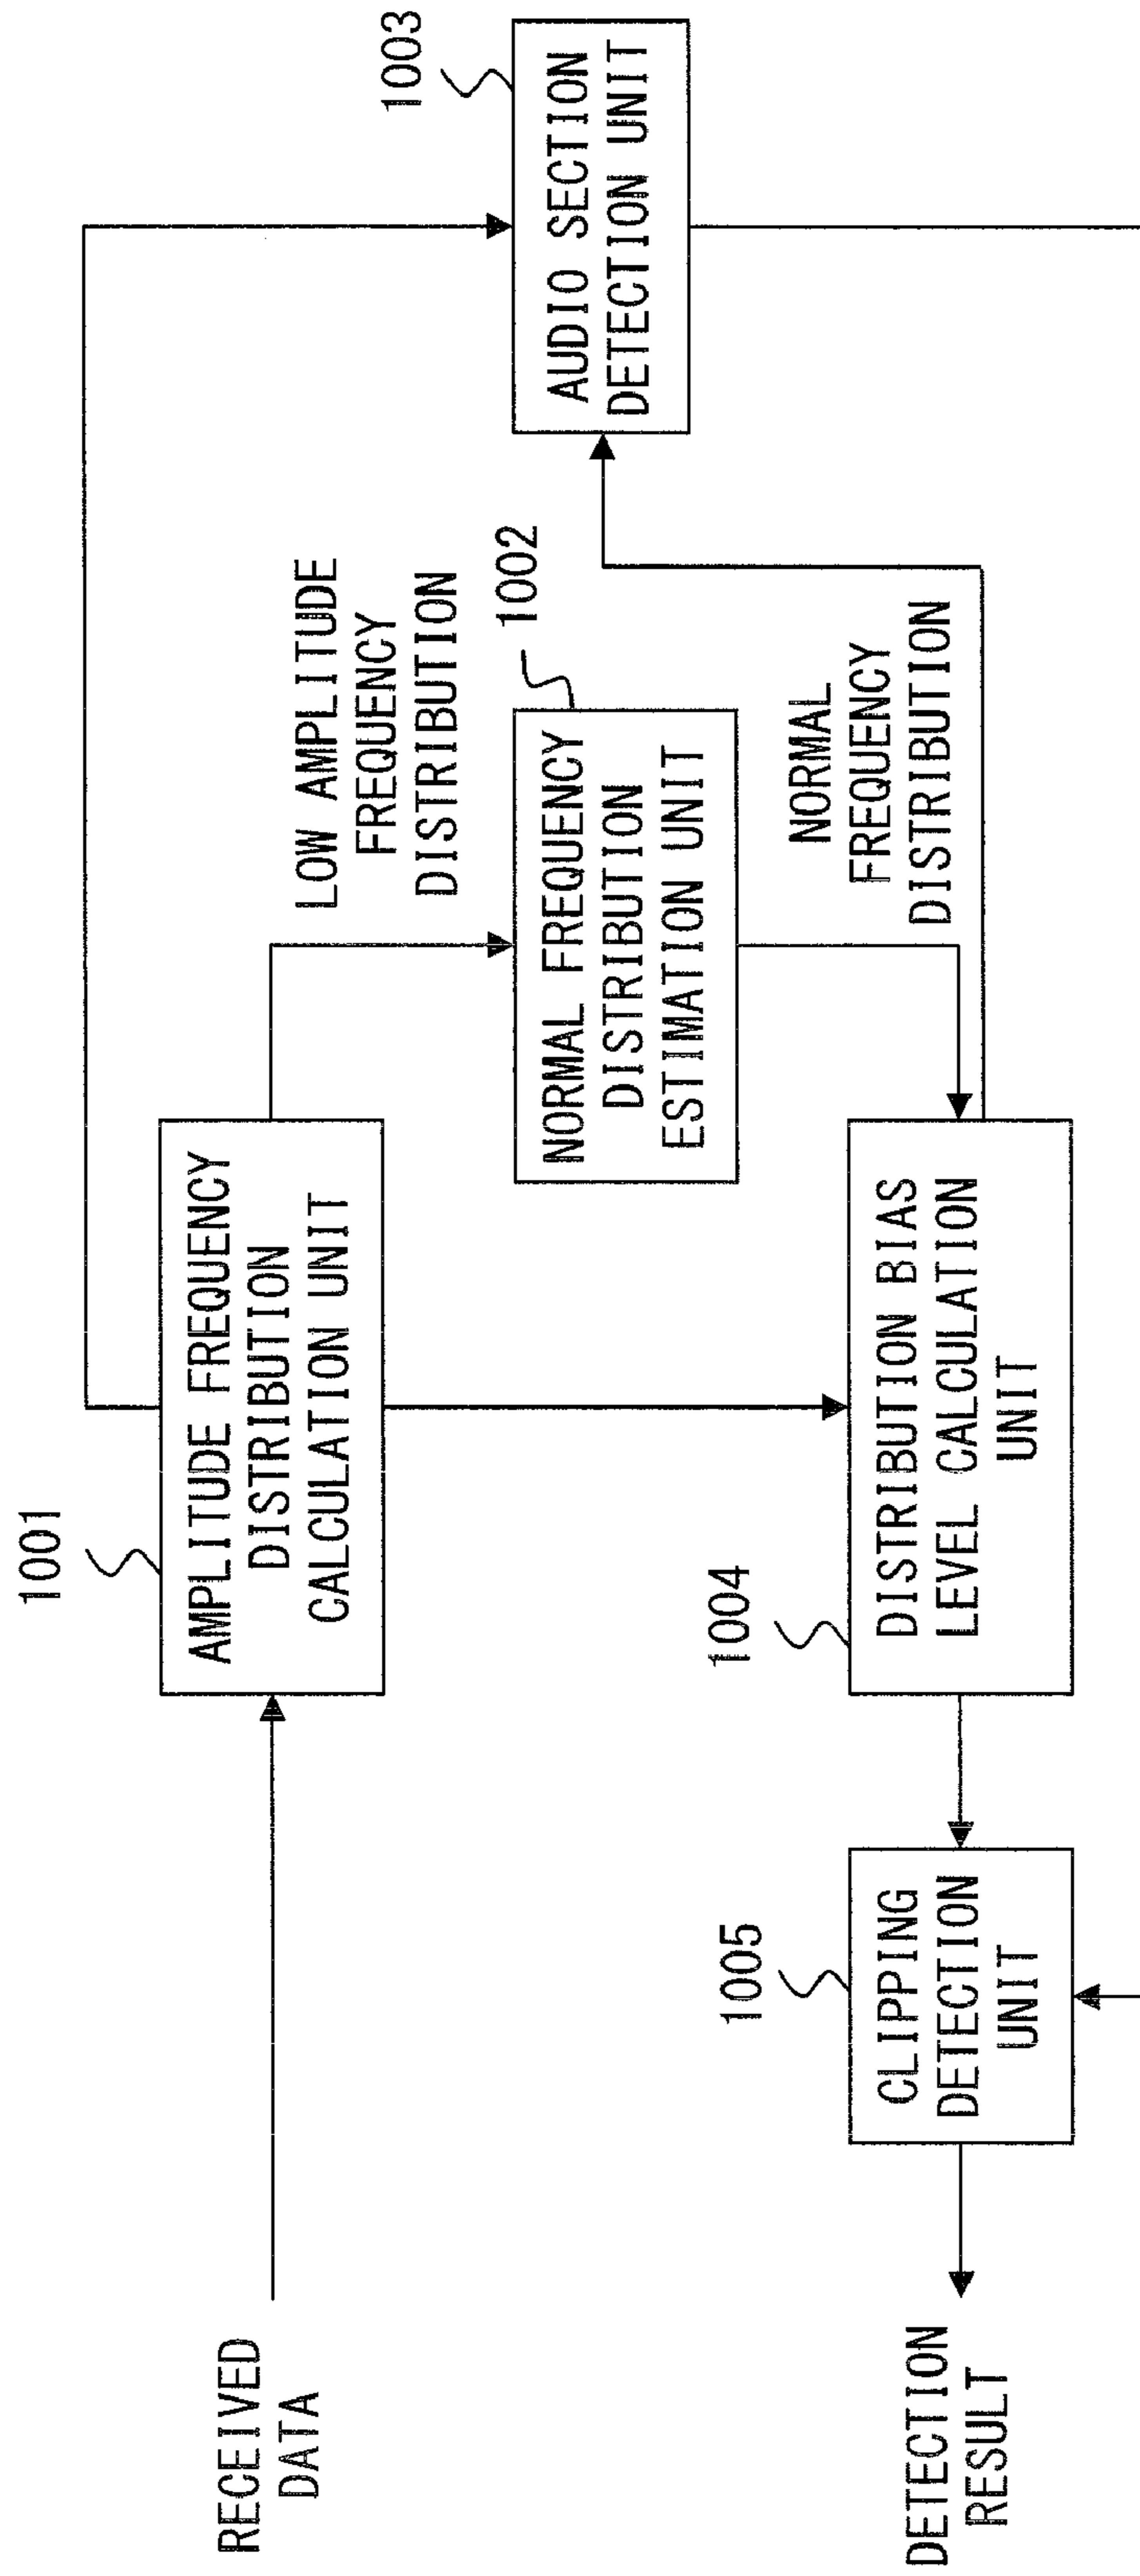 RECEIVED
DATA
1001
AMPLITUDE FREQUENCY
DISTRIBUTION
CALCULATION UNIT
LOW AMPLITUDE
FREQUENCY
DISTRIBUTION
1002
NORMAL FREQUENCY
DISTRIBUTION
ESTIMATION UNIT
1003
AUDIO SECTION
DETECTION UNIT
NORMAL
FREQUENCY
DISTRIBUTION
1004
DISTRIBUTION BIAS
LEVEL CALCULATION
UNIT
1005
CLIPPING
DETECTION
UNIT
DETECTION
RESULT